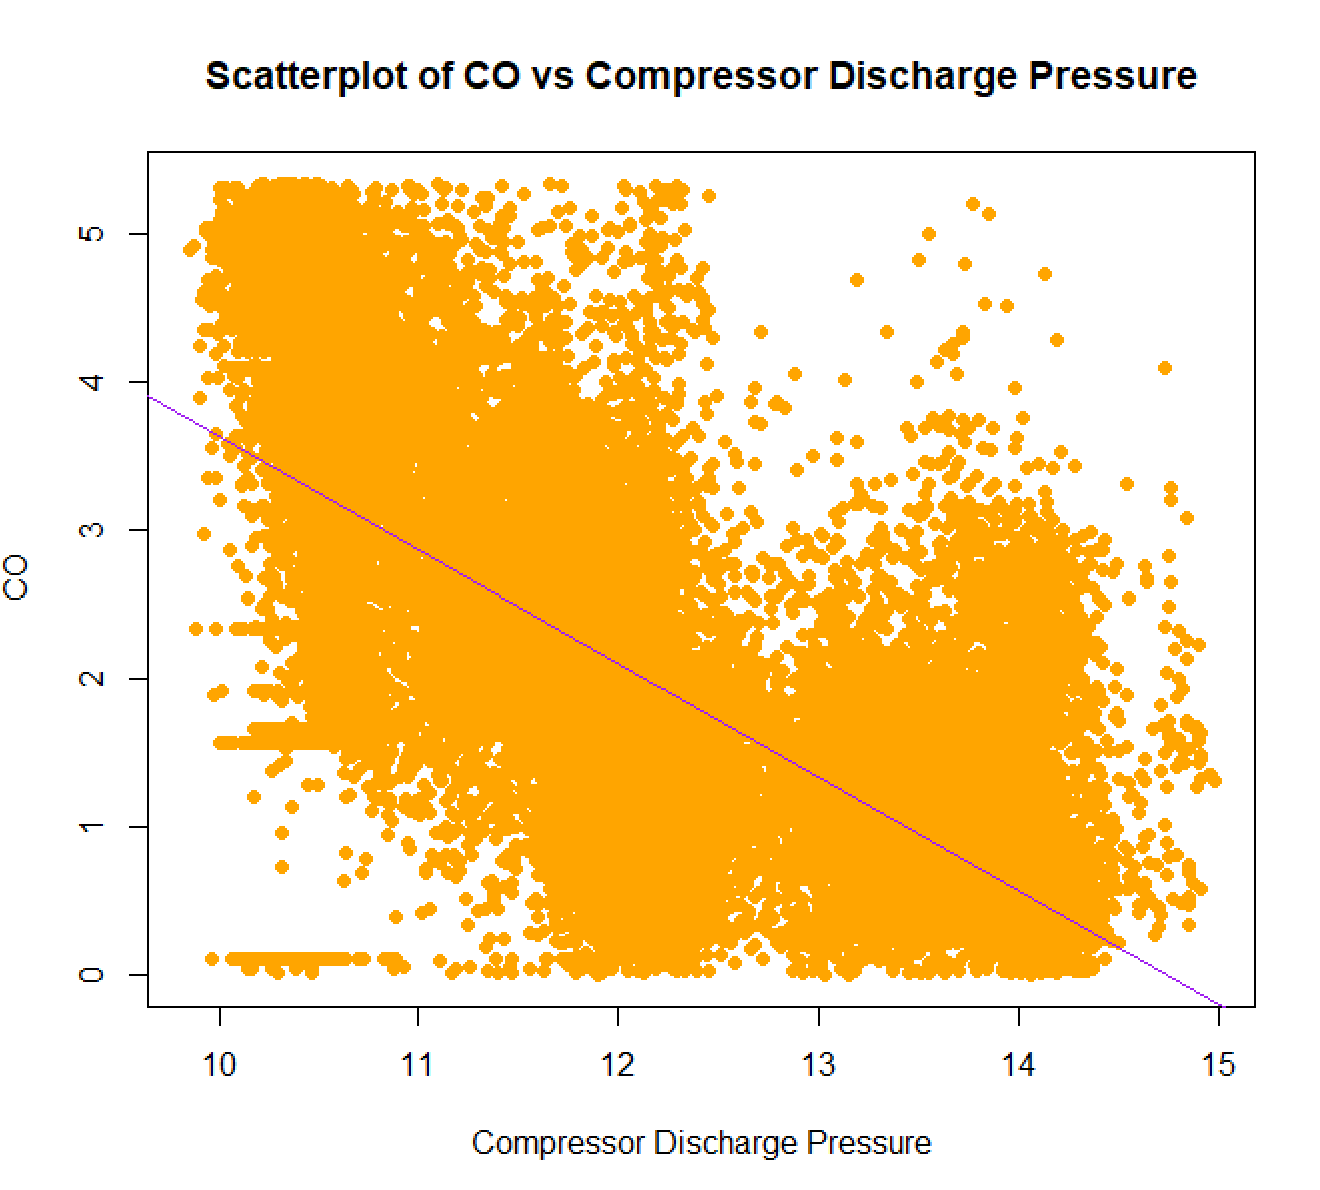 Scatterplot of CO vs Compressor Discharge Pressure
5
4
3
2
1
0
CO
10 11 12 13 14 15
Compressor Discharge Pressure